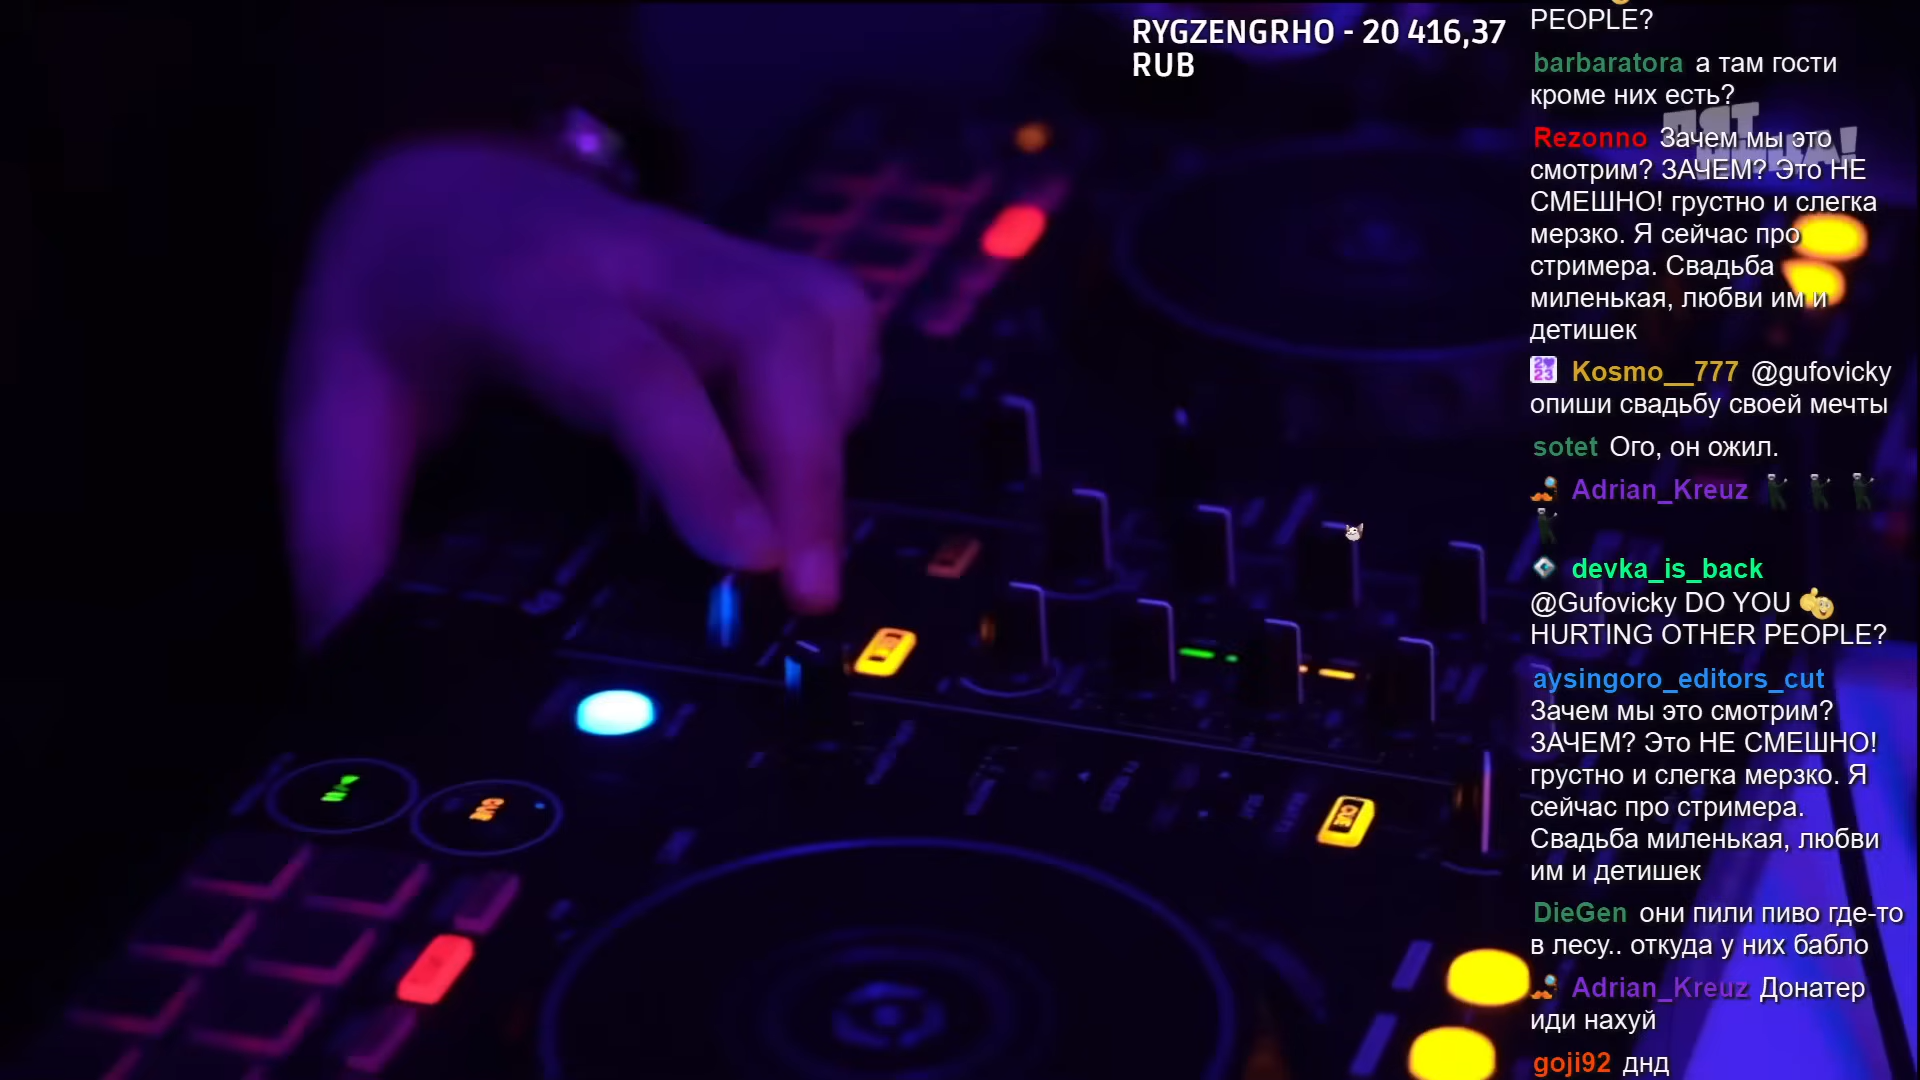 RYGZENGRHO - 20 416,37
RUB
PEOPLE?
barbaratora а там гости
кроме них есть?
ПЯТНИЦА!
Rezonno Зачем мы это
смотрим? ЗАЧЕМ? Это НЕ
СМЕШНО! грустно и слегка
мерзко. Я сейчас про
стримера. Свадьба
миленькая, любви им и
детишек
2023 Kosmo__777 @gufovicky
опиши свадьбу своей мечты
sotet Ого, он ожил.
Adrian_Kreuz
devka_is_back
@Gufovicky DO YOU
HURTING OTHER PEOPLE?
aysingoro_editors_cut
Зачем мы это смотрим?
ЗАЧЕМ? Это НЕ СМЕШНО!
грустно и слегка мерзко. Я
сейчас про стримера.
Свадьба миленькая, любви
им и детишек
DieGen они пили пиво где-то
в лесу.. откуда у них бабло
Adrian_Kreuz Донатер
иди нахуй
goji92 днд
CUE
CUE